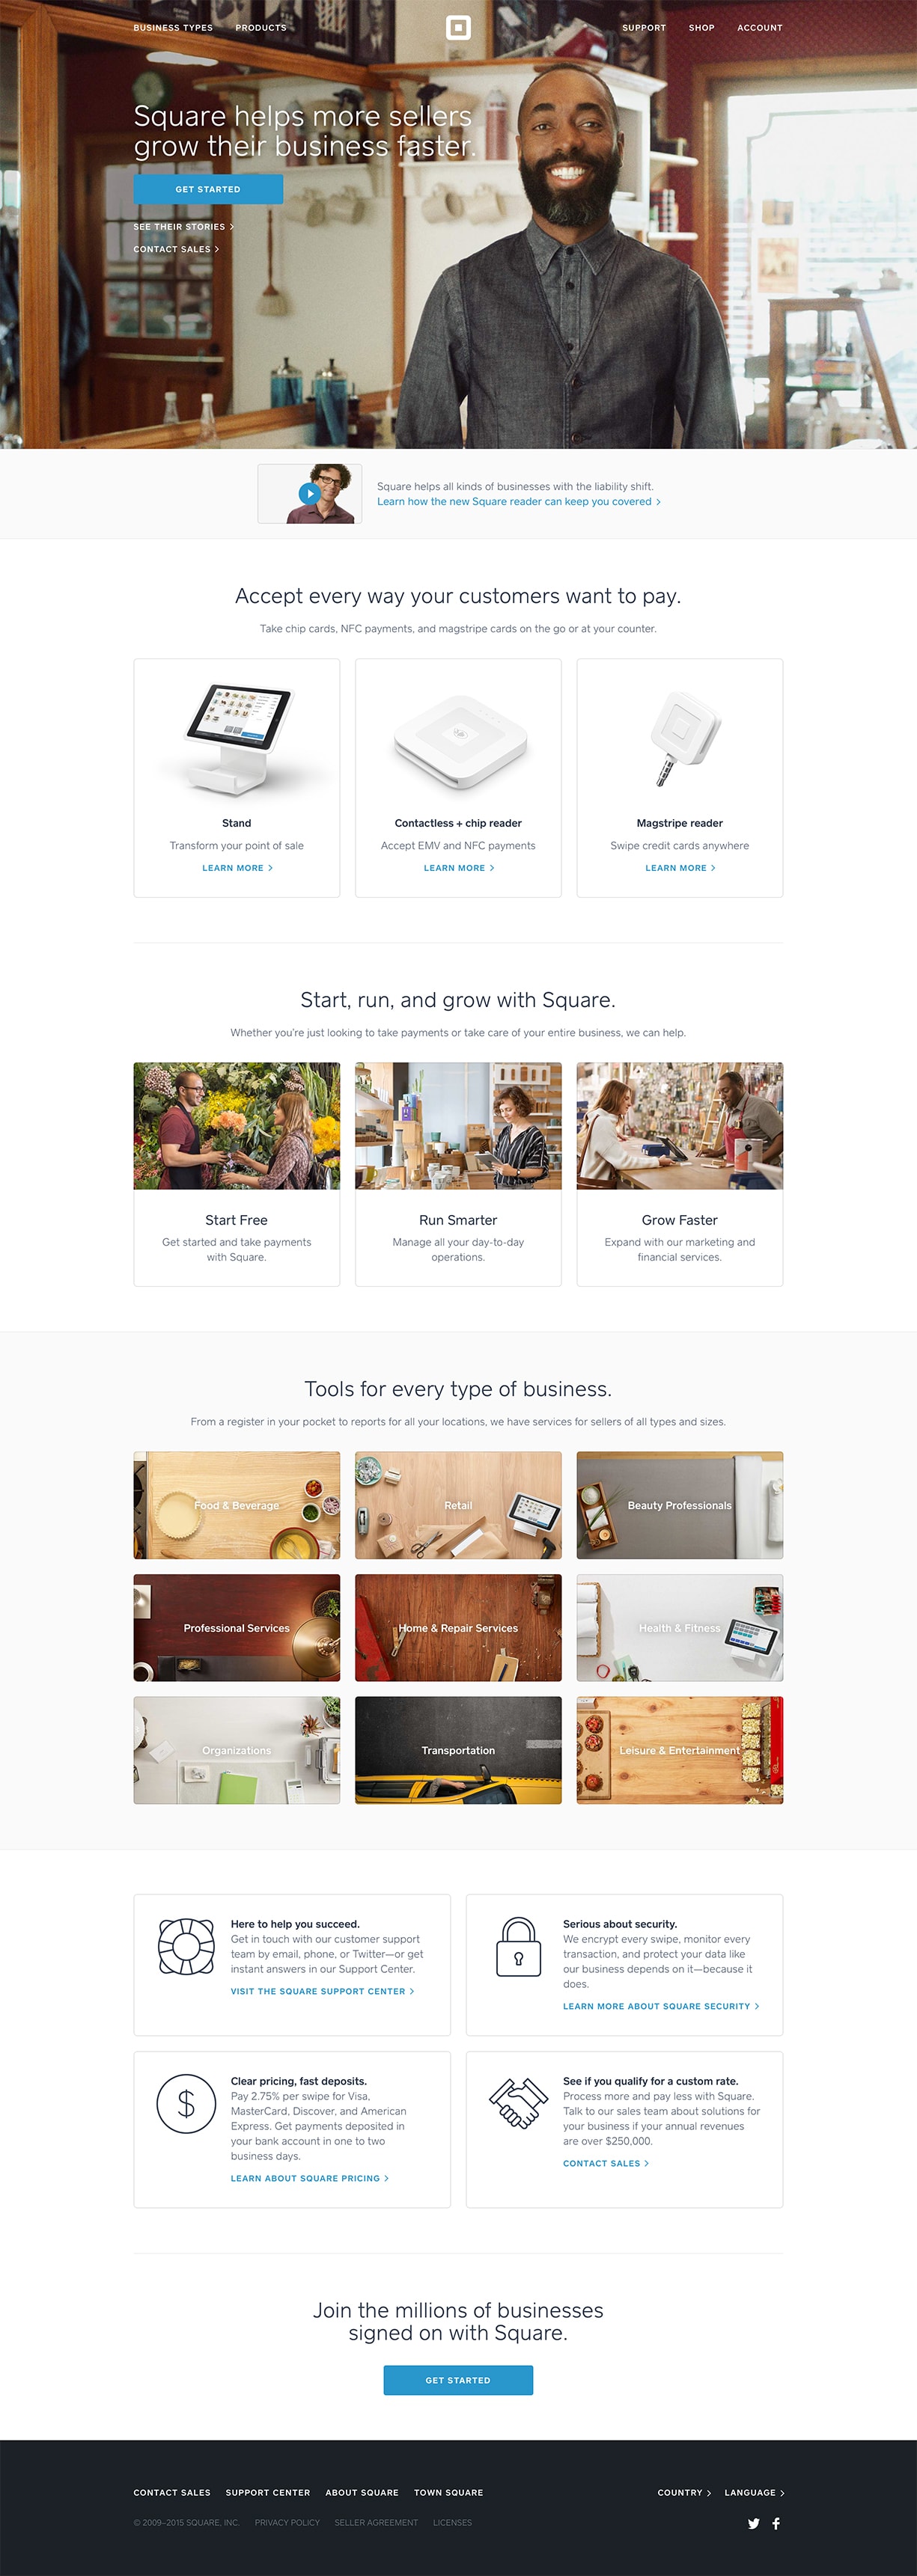 BUSINESS TYPES PRODUCTS SUPPORT SHOP ACCOUNT
Square helps more sellers
grow their business faster.
GET STARTED
SEE THEIR STORIES >
CONTACT SALES >
Square helps all kinds of businesses with the liability shift.
Learn how the new Square reader can keep you covered >
Accept every way your customers want to pay.
Take chip cards, NFC payments, and magstripe cards on the go or at your counter.
Stand
Transform your point of sale
LEARN MORE >
Contactless + chip reader
Accept EMV and NFC payments
LEARN MORE >
Magstripe reader
Swipe credit cards anywhere
LEARN MORE >
Start, run, and grow with Square.
Whether you're just looking to take payments or take care of your entire business, we can help.
Start Free
Get started and take payments
with Square.
Run Smarter
Manage all your day-to-day
operations.
Grow Faster
Expand with our marketing and
financial services.
Tools for every type of business.
From a register in your pocket to reports for all your locations, we have services for sellers of all types and sizes.
Food & Beverage
Retail
Beauty Professionals
Professional Services
Home & Repair Services
Health & Fitness
Organizations
Transportation
Leisure & Entertainment
Here to help you succeed.
Get in touch with our customer support
team by email, phone, or Twitter—or get
instant answers in our Support Center.
VISIT THE SQUARE SUPPORT CENTER >
Serious about security.
We encrypt every swipe, monitor every
transaction, and protect your data like
our business depends on it—because it
does.
LEARN MORE ABOUT SQUARE SECURITY >
Clear pricing, fast deposits.
Pay 2.75% per swipe for Visa,
MasterCard, Discover, and American
Express. Get payments deposited in
your bank account in one to two
business days.
LEARN ABOUT SQUARE PRICING >
See if you qualify for a custom rate.
Process more and pay less with Square.
Talk to our sales team about solutions for
your business if your annual revenues
are over $250,000.
CONTACT SALES >
Join the millions of businesses
signed on with Square.
GET STARTED
CONTACT SALES SUPPORT CENTER ABOUT SQUARE TOWN SQUARE COUNTRY > LANGUAGE >
© 2009–2015 SQUARE, INC. PRIVACY POLICY SELLER AGREEMENT LICENSES